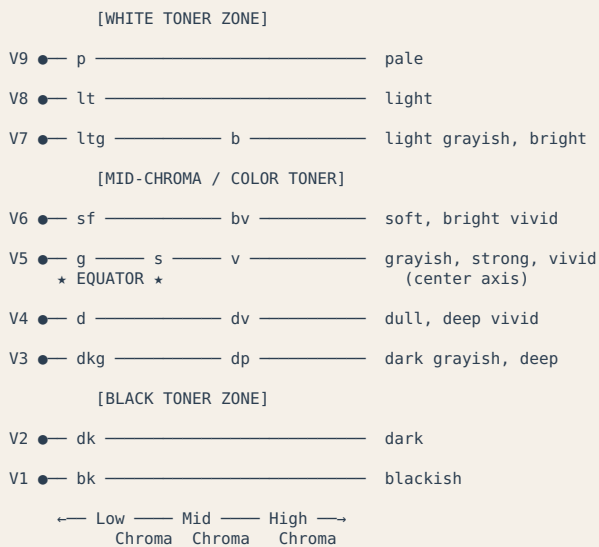 [WHITE TONER ZONE]
V9 ●── p ──────────────────────────── pale
V8 ●── lt ─────────────────────────── light
V7 ●── ltg ─────────── b ──────────── light grayish, bright
[MID-CHROMA / COLOR TONER]
V6 ●── sf ──────────── bv ─────────── soft, bright vivid
V5 ●── g ────── s ──── v ──────────── grayish, strong, vivid
★ EQUATOR ★ (center axis)
V4 ●── d ───────────── dv ─────────── dull, deep vivid
V3 ●── dkg ─────────── dp ─────────── dark grayish, deep
[BLACK TONER ZONE]
V2 ●── dk ─────────────────────────── dark
V1 ●── bk ─────────────────────────── blackish
←── Low ──── Mid ──── High ──→
Chroma Chroma Chroma